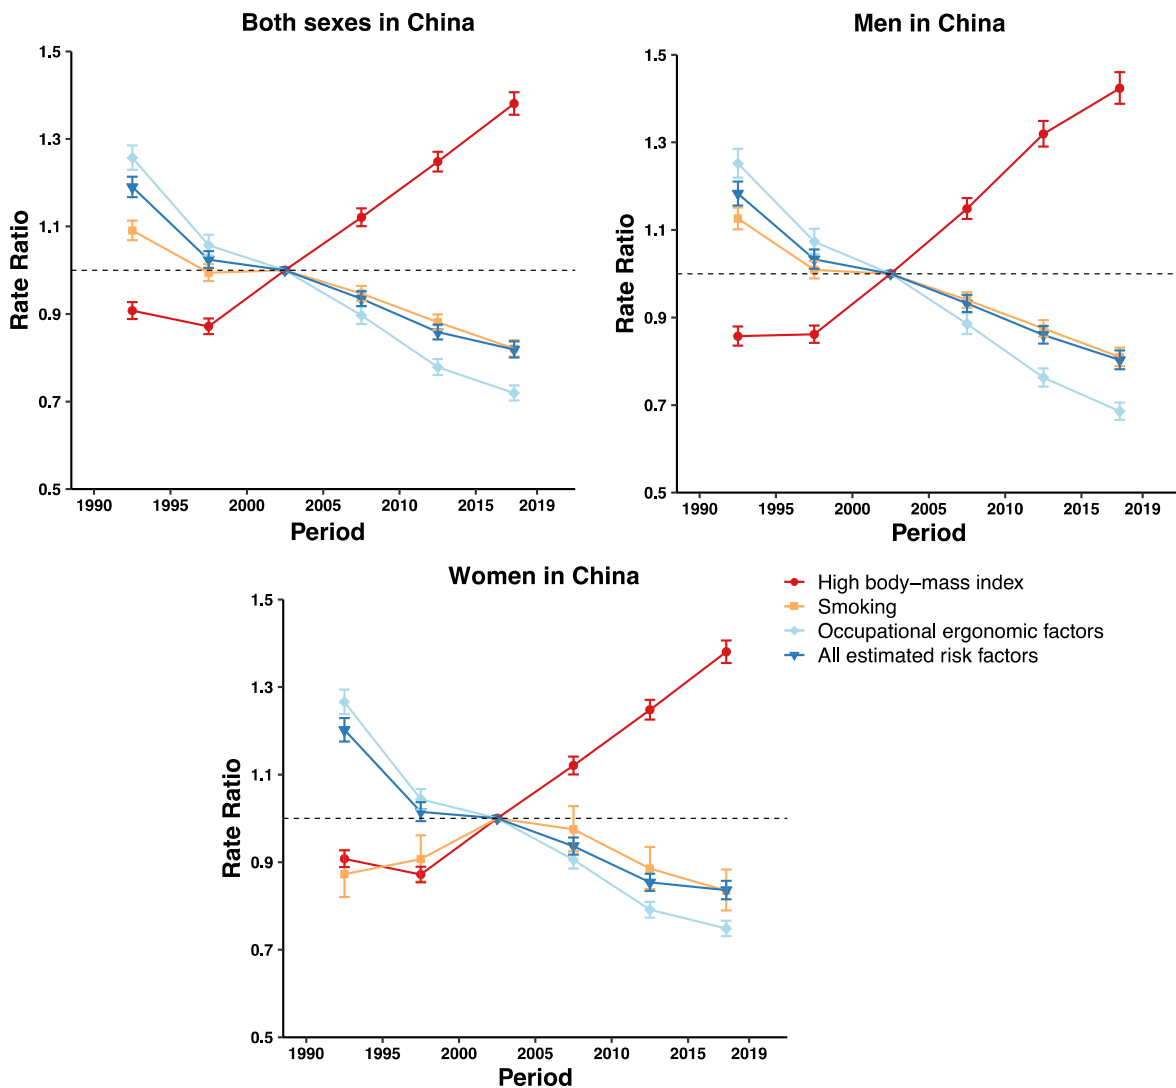 Both sexes in China
1.5
1.3
1.1
0.9
0.7
0.5
Rate Ratio
1990 1995 2000 2005 2010 2015 2019
Period
Men in China
1.5
1.3
1.1
0.9
0.7
0.5
Rate Ratio
1990 1995 2000 2005 2010 2015 2019
Period
Women in China
1.5
1.3
1.1
0.9
0.7
0.5
Rate Ratio
1990 1995 2000 2005 2010 2015 2019
Period
High body−mass index
Smoking
Occupational ergonomic factors
All estimated risk factors